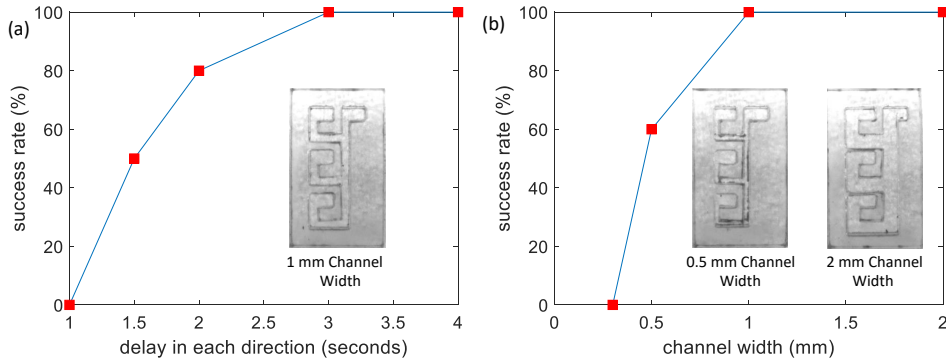 (a)
success rate (%)
100
80
60
40
20
0
1
1.5
2
2.5
3
3.5
4
delay in each direction (seconds)
1 mm Channel
Width
(b)
success rate (%)
100
80
60
40
20
0
0
0.5
1
1.5
2
channel width (mm)
0.5 mm Channel
Width
2 mm Channel
Width